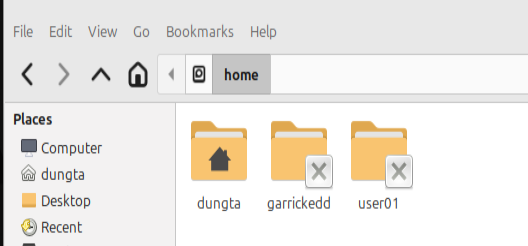 File Edit View Go Bookmarks Help
home
Places
Computer
dungta
Desktop
Recent
dungta garrickedd user01